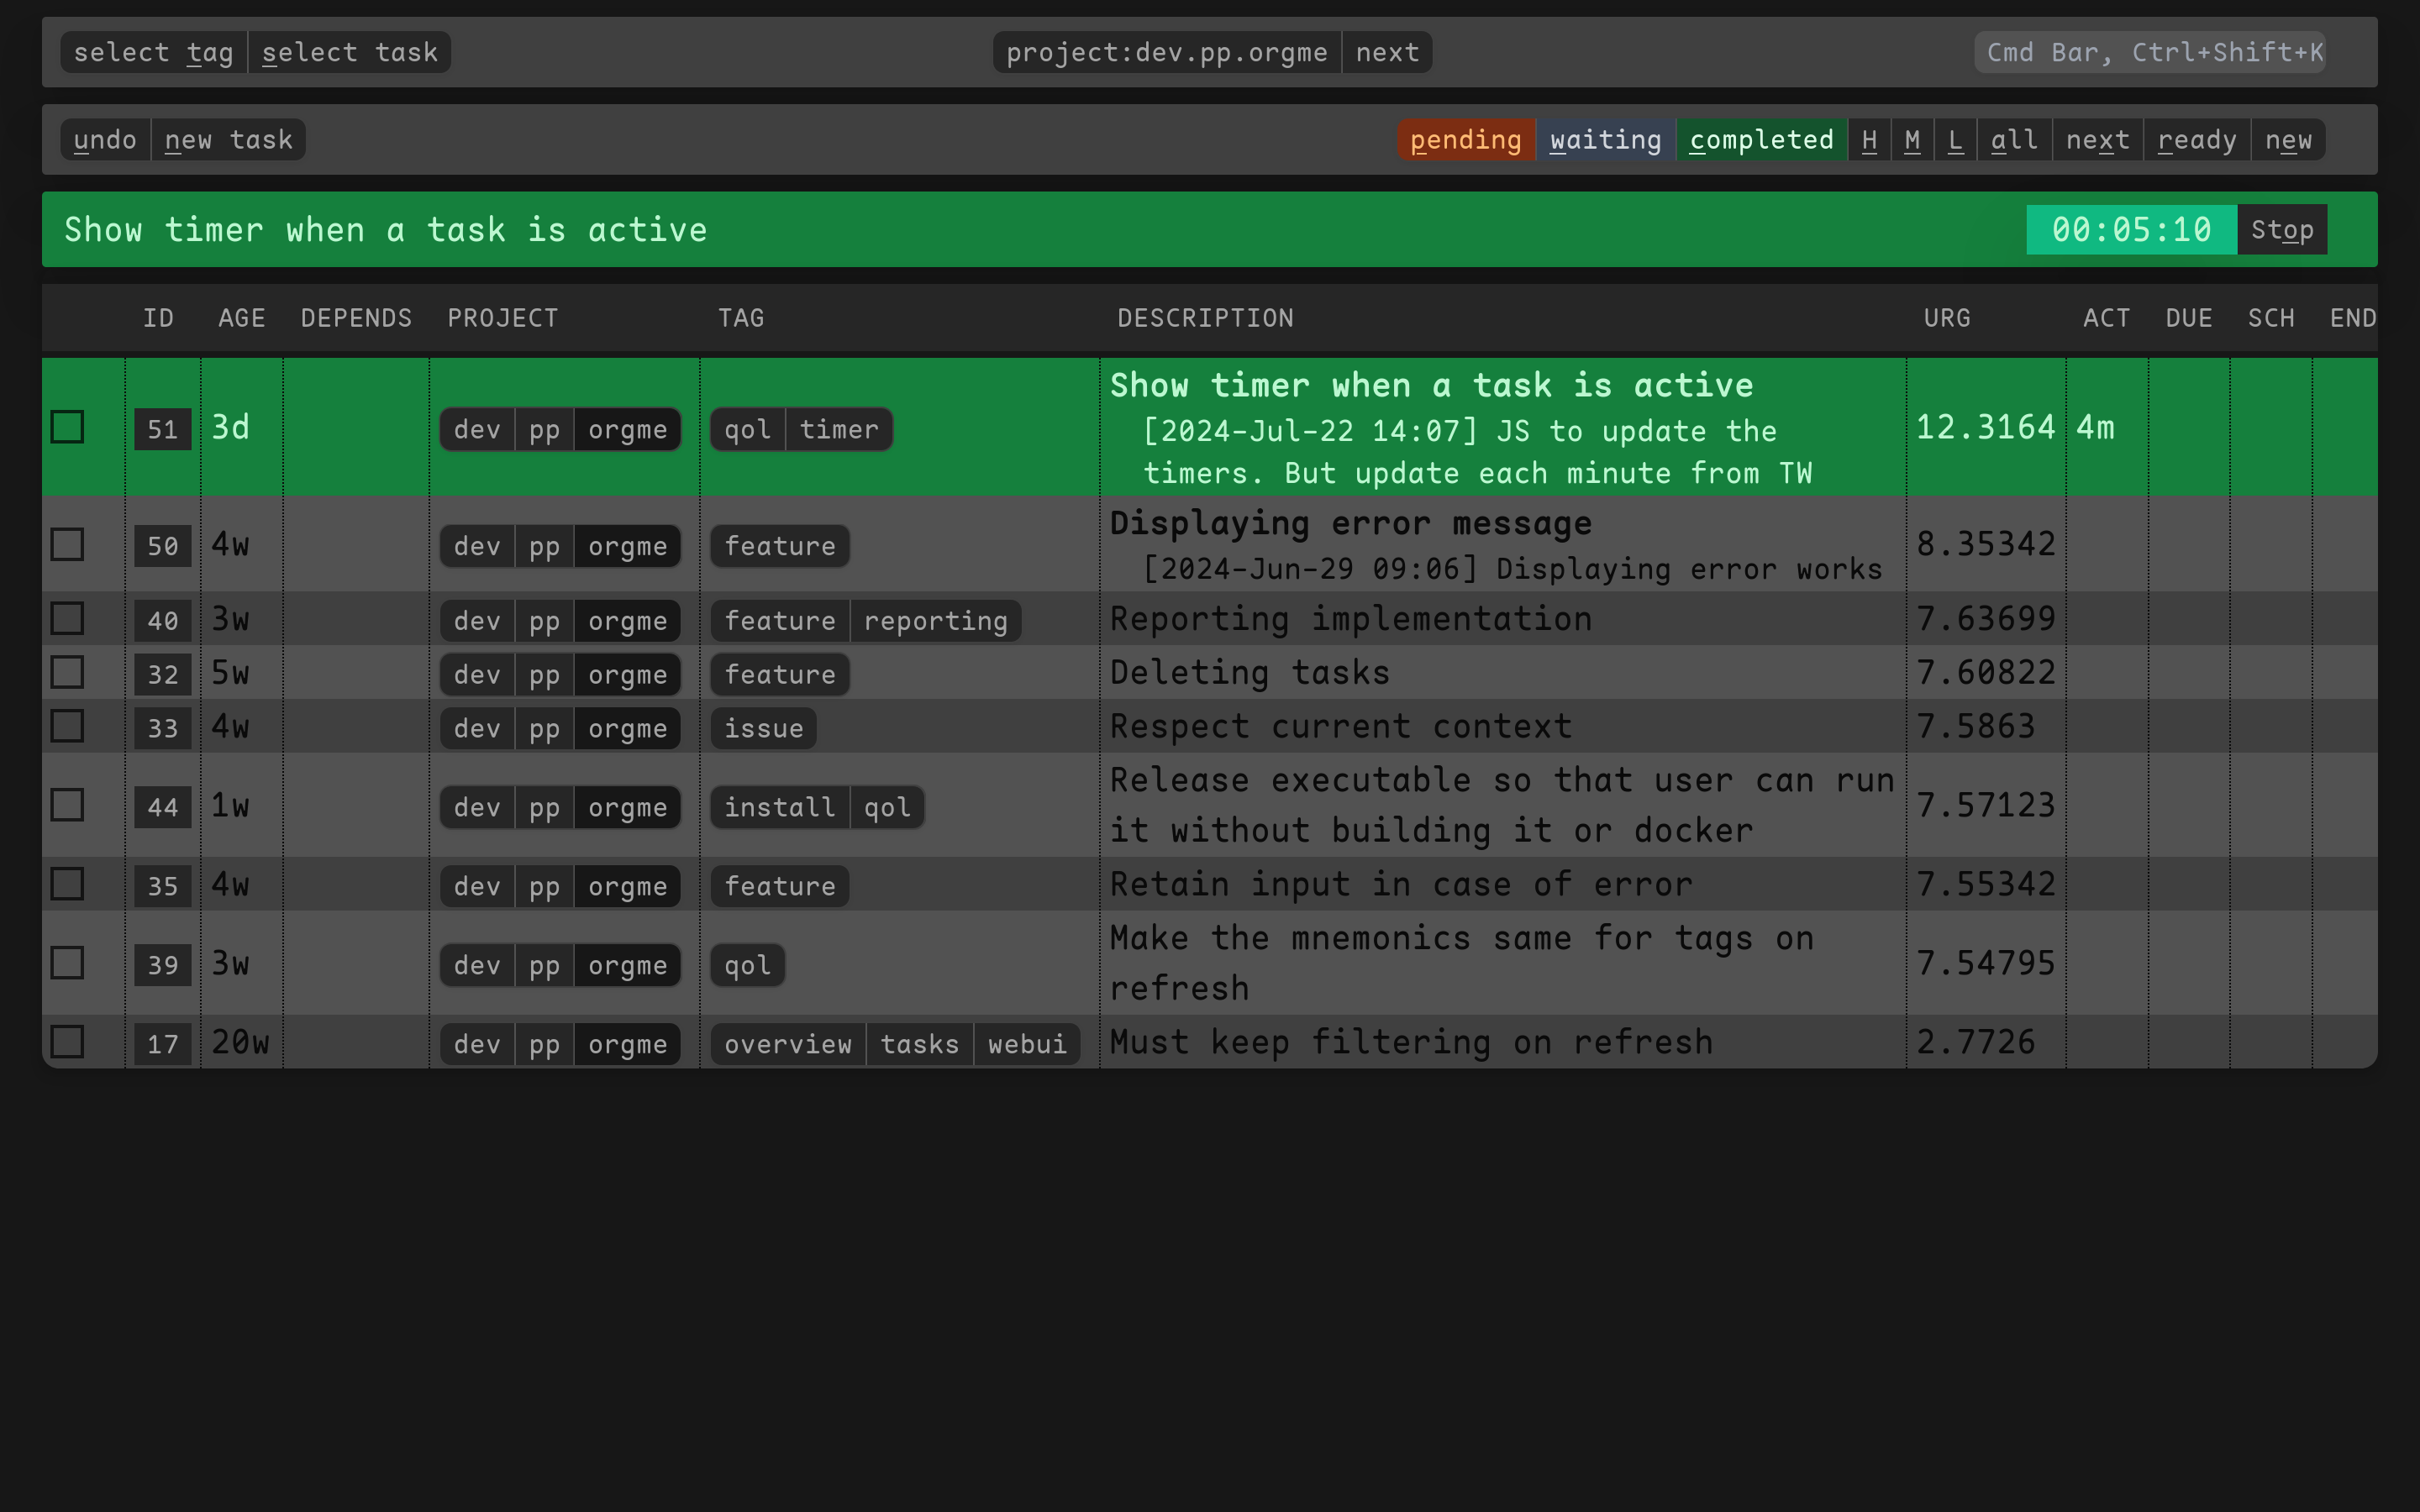 select tag select task project:dev.pp.orgme next Cmd Bar, Ctrl+Shift+K
undo new task pending waiting completed H M L all next ready new
Show timer when a task is active 00:05:10 Stop
ID AGE DEPENDS PROJECT TAG DESCRIPTION URG ACT DUE SCH END
51 3d dev pp orgme qol timer Show timer when a task is active 12.3164 4m
[2024-Jul-22 14:07] JS to update the
timers. But update each minute from TW
50 4w dev pp orgme feature Displaying error message 8.35342
[2024-Jun-29 09:06] Displaying error works
40 3w dev pp orgme feature reporting Reporting implementation 7.63699
32 5w dev pp orgme feature Deleting tasks 7.60822
33 4w dev pp orgme issue Respect current context 7.5863
44 1w dev pp orgme install qol Release executable so that user can run 7.57123
it without building it or docker
35 4w dev pp orgme feature Retain input in case of error 7.55342
39 3w dev pp orgme qol Make the mnemonics same for tags on 7.54795
refresh
17 20w dev pp orgme overview tasks webui Must keep filtering on refresh 2.7726